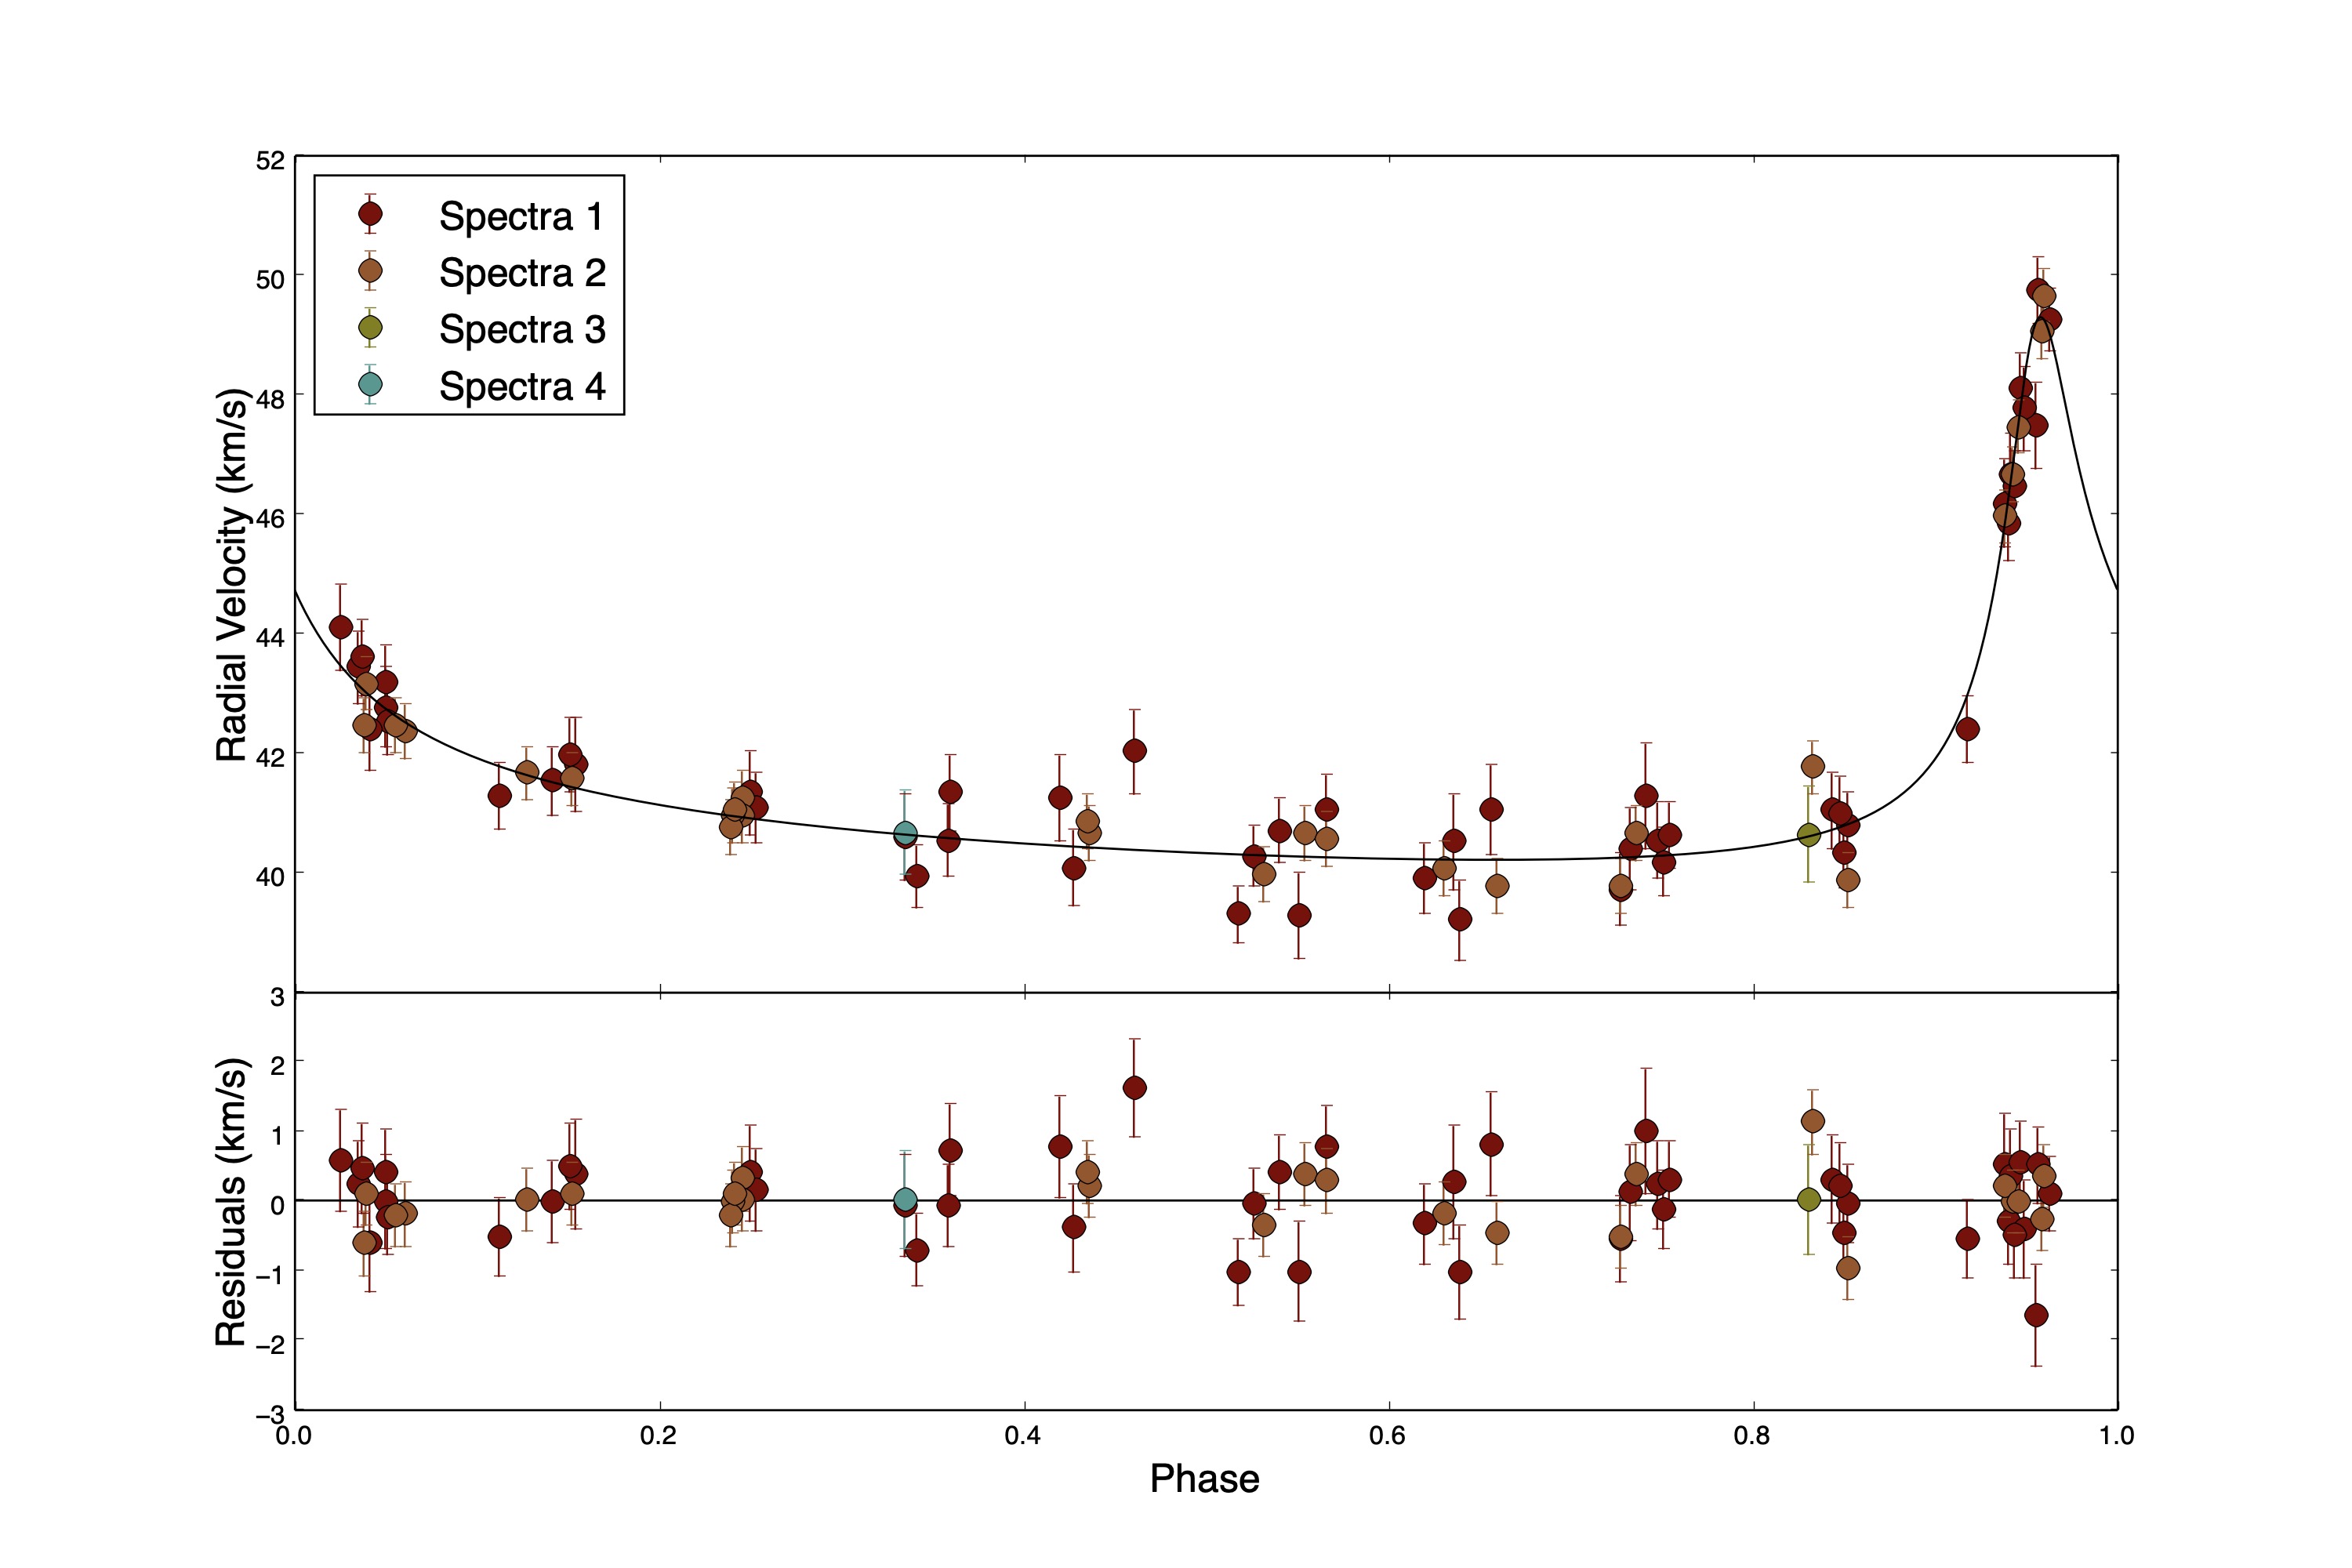 52
50
48
46
44
42
40
Radial Velocity (km/s)
Spectra 1
Spectra 2
Spectra 3
Spectra 4
3
2
1
0
−1
−2
−3
Residuals (km/s)
0.0 0.2 0.4 0.6 0.8 1.0
Phase